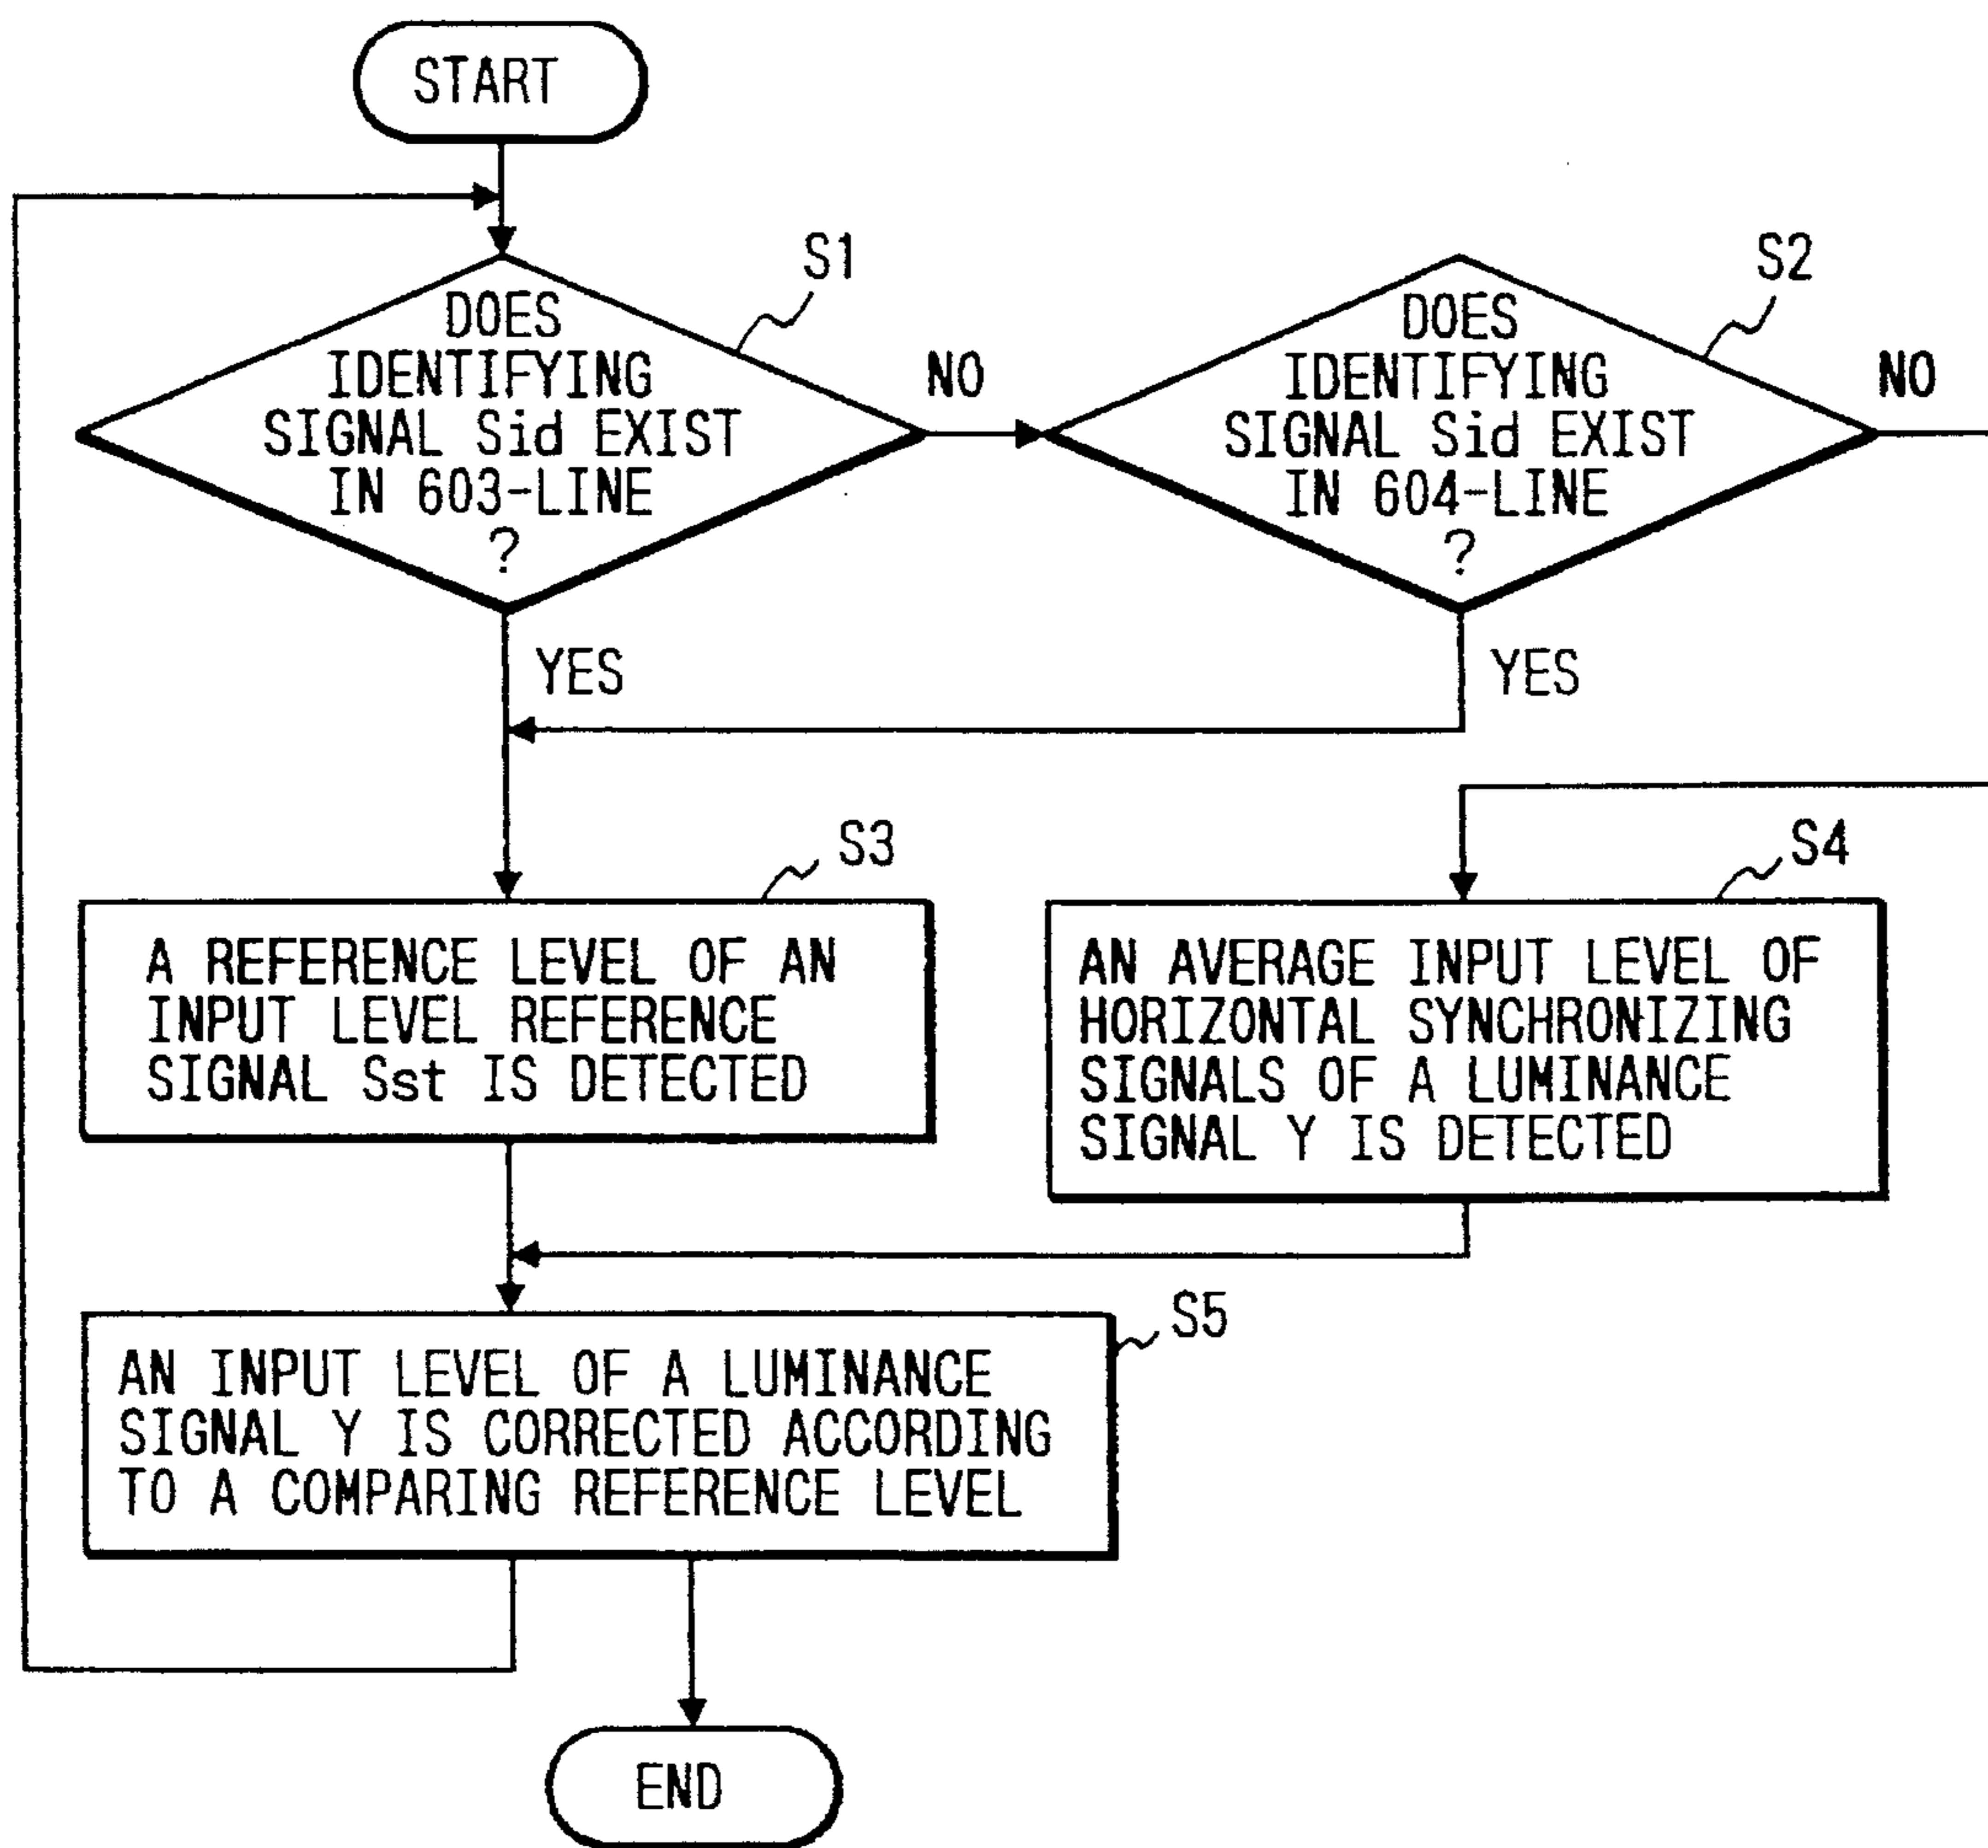 START
S1
DOES
IDENTIFYING
SIGNAL Sid EXIST
IN 603-LINE
?
NO
S2
DOES
IDENTIFYING
SIGNAL Sid EXIST
IN 604-LINE
?
NO
YES
YES
S3
A REFERENCE LEVEL OF AN
INPUT LEVEL REFERENCE
SIGNAL Sst IS DETECTED
S4
AN AVERAGE INPUT LEVEL OF
HORIZONTAL SYNCHRONIZING
SIGNALS OF A LUMINANCE
SIGNAL Y IS DETECTED
S5
AN INPUT LEVEL OF A LUMINANCE
SIGNAL Y IS CORRECTED ACCORDING
TO A COMPARING REFERENCE LEVEL
END